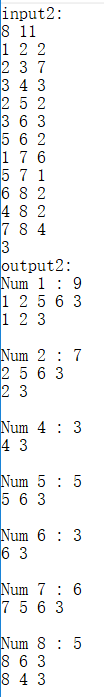 input2:
8 11
1 2 2
2 3 7
3 4 3
2 5 2
3 6 3
5 6 2
1 7 6
5 7 1
6 8 2
4 8 2
7 8 4
3
output2:
Num 1 : 9
1 2 5 6 3
1 2 3

Num 2 : 7
2 5 6 3
2 3

Num 4 : 3
4 3

Num 5 : 5
5 6 3

Num 6 : 3
6 3

Num 7 : 6
7 5 6 3

Num 8 : 5
8 6 3
8 4 3